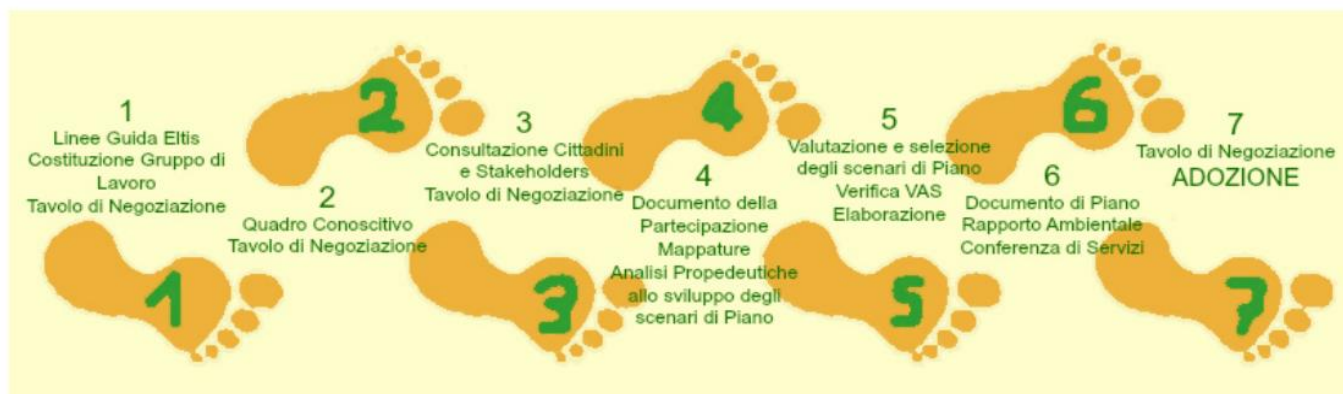 1
Linee Guida Eltis
Costituzione Gruppo di
Lavoro
Tavolo di Negoziazione
2
2
Quadro Conoscitivo
Tavolo di Negoziazione
1
3
Consultazione Cittadini
e Stakeholders
Tavolo di Negoziazione
3
4
4
Documento della
Partecipazione
Mappature
Analisi Propedeutiche
allo sviluppo degli
scenari di Piano
5
Valutazione e selezione
degli scenari di Piano
Verifica VAS
Elaborazione
5
6
6
Documento di Piano
Rapporto Ambientale
Conferenza di Servizi
7
Tavolo di Negoziazione
ADOZIONE
7